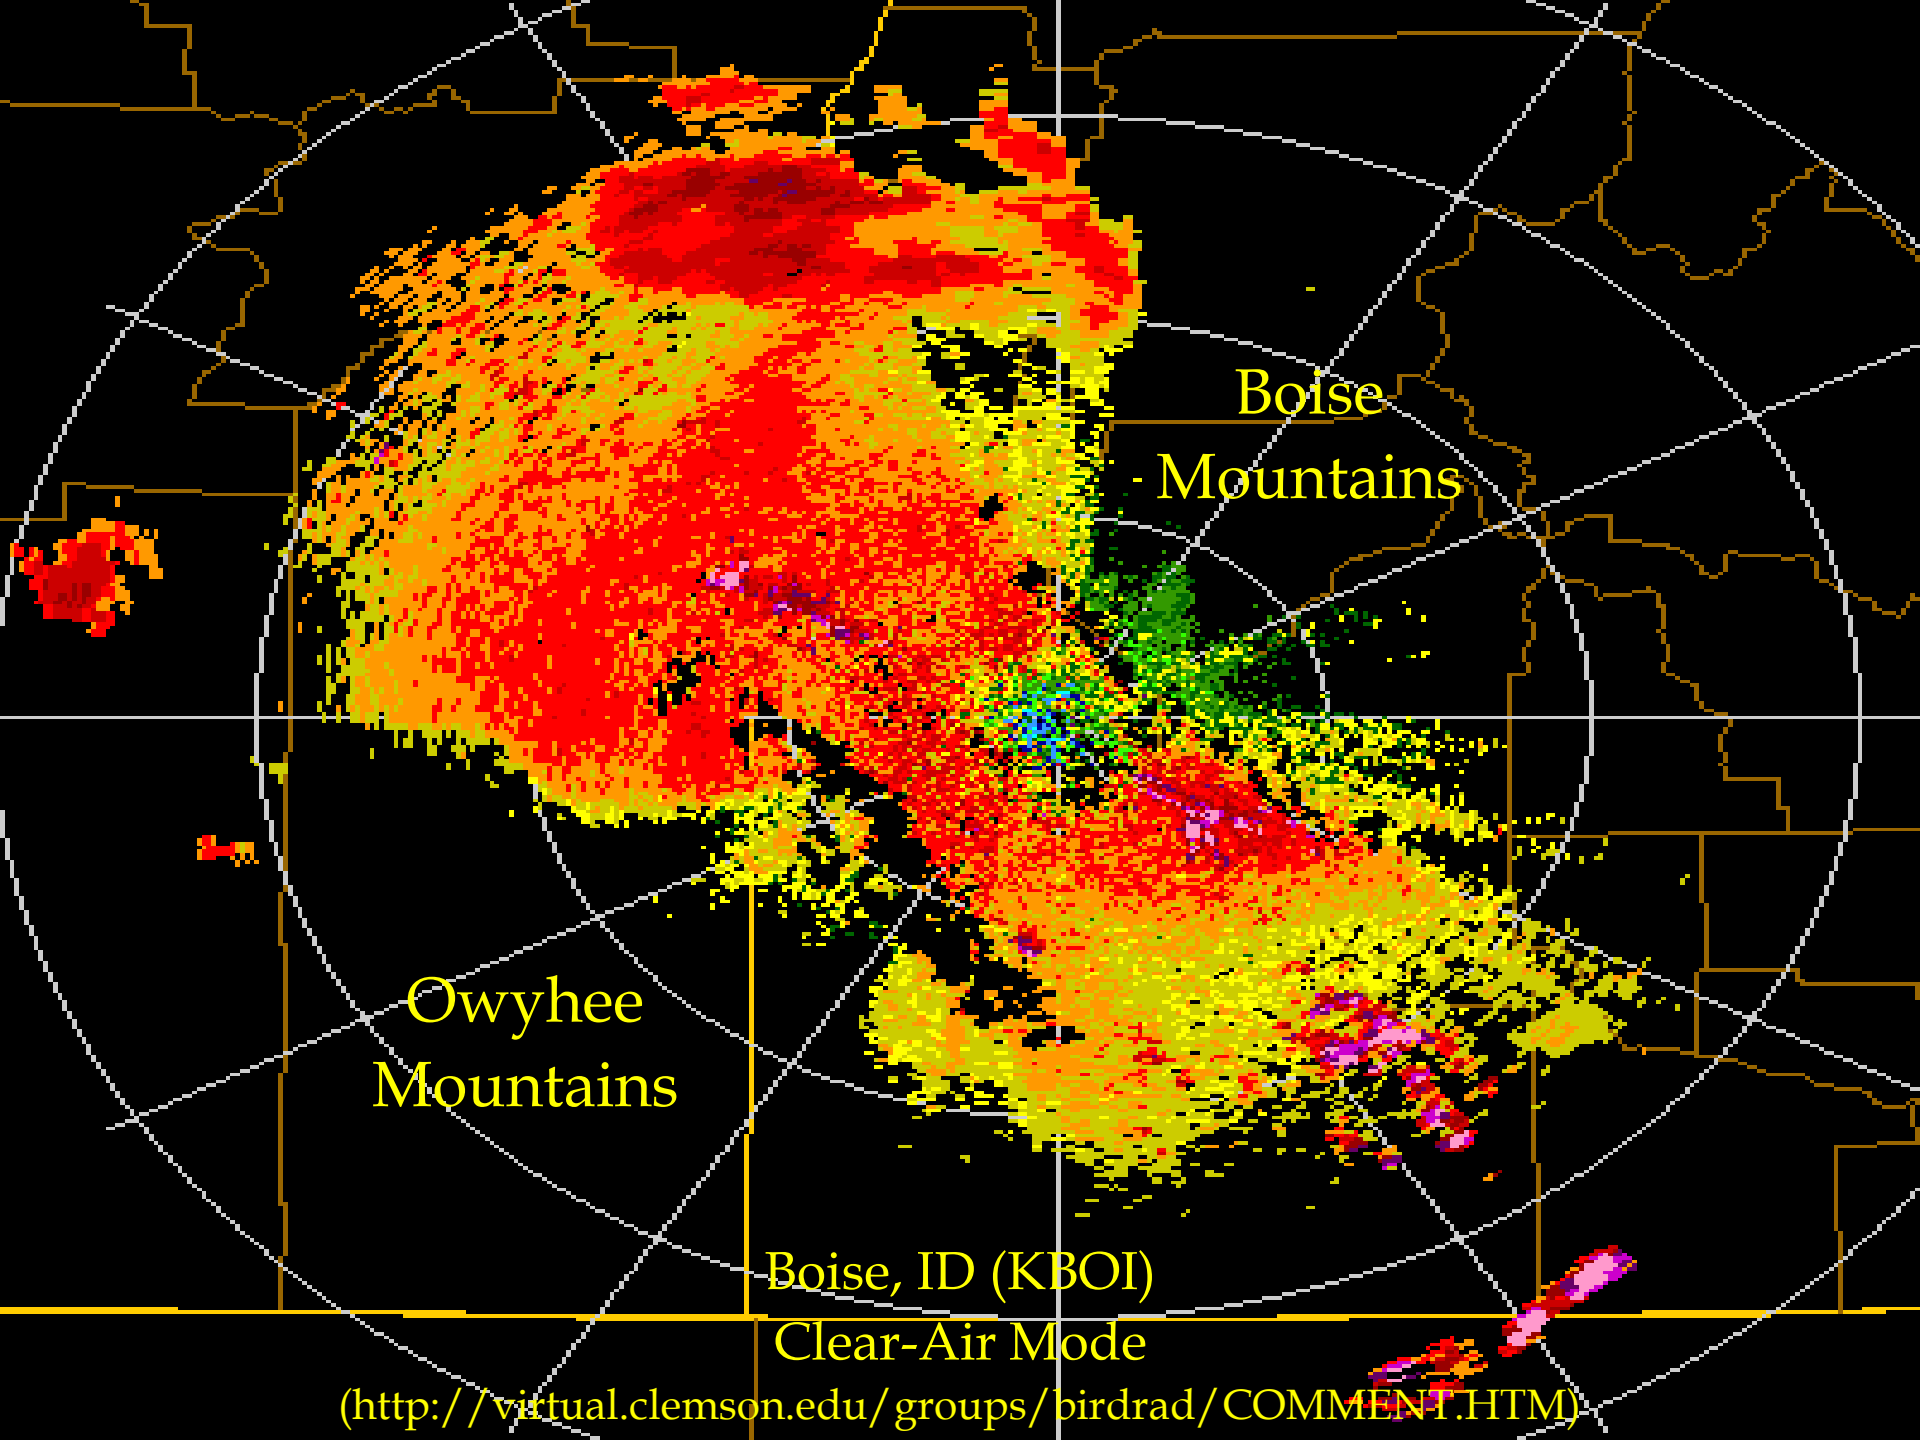 Boise
Mountains
Owyhee
Mountains
Boise, ID (KBOI)
Clear-Air Mode
(http://virtual.clemson.edu/groups/birdrad/COMMENT.HTM)